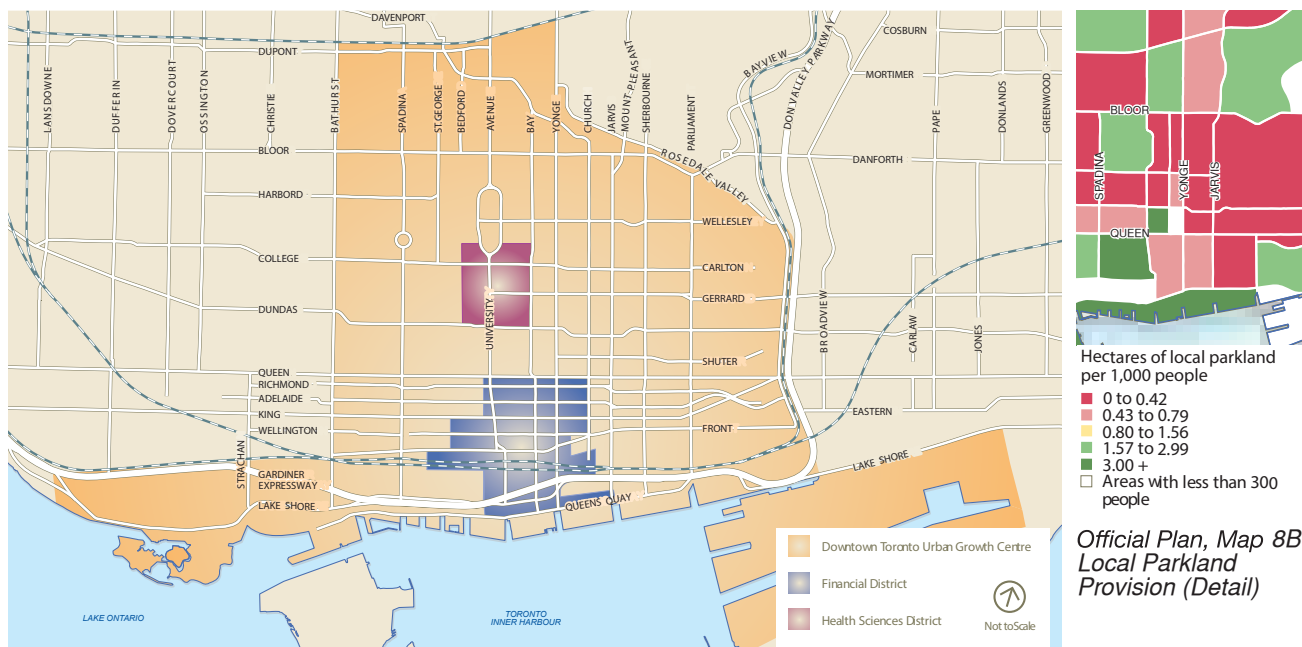 DAVENPORT
DUPONT
LANSDOWNE
DUFFERIN
DOVERCOURT
OSSINGTON
CHRISTIE
BATHURST
SPADINA
ST.GEORGE
BEDFORD
AVENUE
BAY
YONGE
CHURCH
JARVIS
MOUNT-PLEASANT
SHERBOURNE
PARLIAMENT
BAYVIEW
DON VALLEY PARKWAY
COSBURN
MORTIMER
PAPE
DONLANDS
GREENWOOD
BLOOR
ROSEDALE VALLEY
DANFORTH
HARBORD
WELLESLEY
COLLEGE
CARLTON
GERRARD
DUNDAS
UNIVERSITY
BROADVIEW
CARLAW
JONES
SHUTER
QUEEN
RICHMOND
ADELAIDE
KING
WELLINGTON
EASTERN
FRONT
STRACHAN
GARDINER
EXPRESSWAY
LAKE SHORE
LAKE SHORE
QUEENS QUAY
LAKE ONTARIO
TORONTO
INNER HARBOUR
Downtown Toronto Urban Growth Centre
Financial District
Health Sciences District
Not to Scale
BLOOR
SPADINA
YONGE
JARVIS
QUEEN
Hectares of local parkland
per 1,000 people
0 to 0.42
0.43 to 0.79
0.80 to 1.56
1.57 to 2.99
3.00 +
Areas with less than 300
people
Official Plan, Map 8B
Local Parkland
Provision (Detail)